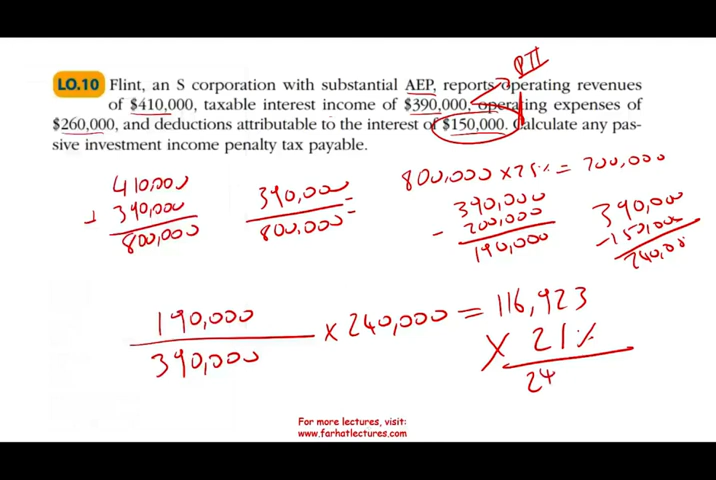 PII
LO.10 Flint, an S corporation with substantial AEP, reports operating revenues
of $410,000, taxable interest income of $390,000, operating expenses of
$260,000, and deductions attributable to the interest of $150,000. Calculate any pas-
sive investment income penalty tax payable.
410,000
+ 390,000
800,000
390,000
800,000 =
800,000 x 25% = 200,000
390,000
- 200,000
190,000
390,000
- 150,000
240,00
190,000
390,000
x 240,000 = 116,923
x 21%
24
For more lectures, visit:
www.farhatlectures.com